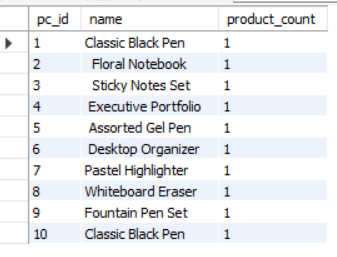 pc_id name product_count
1 Classic Black Pen 1
2 Floral Notebook 1
3 Sticky Notes Set 1
4 Executive Portfolio 1
5 Assorted Gel Pen 1
6 Desktop Organizer 1
7 Pastel Highlighter 1
8 Whiteboard Eraser 1
9 Fountain Pen Set 1
10 Classic Black Pen 1